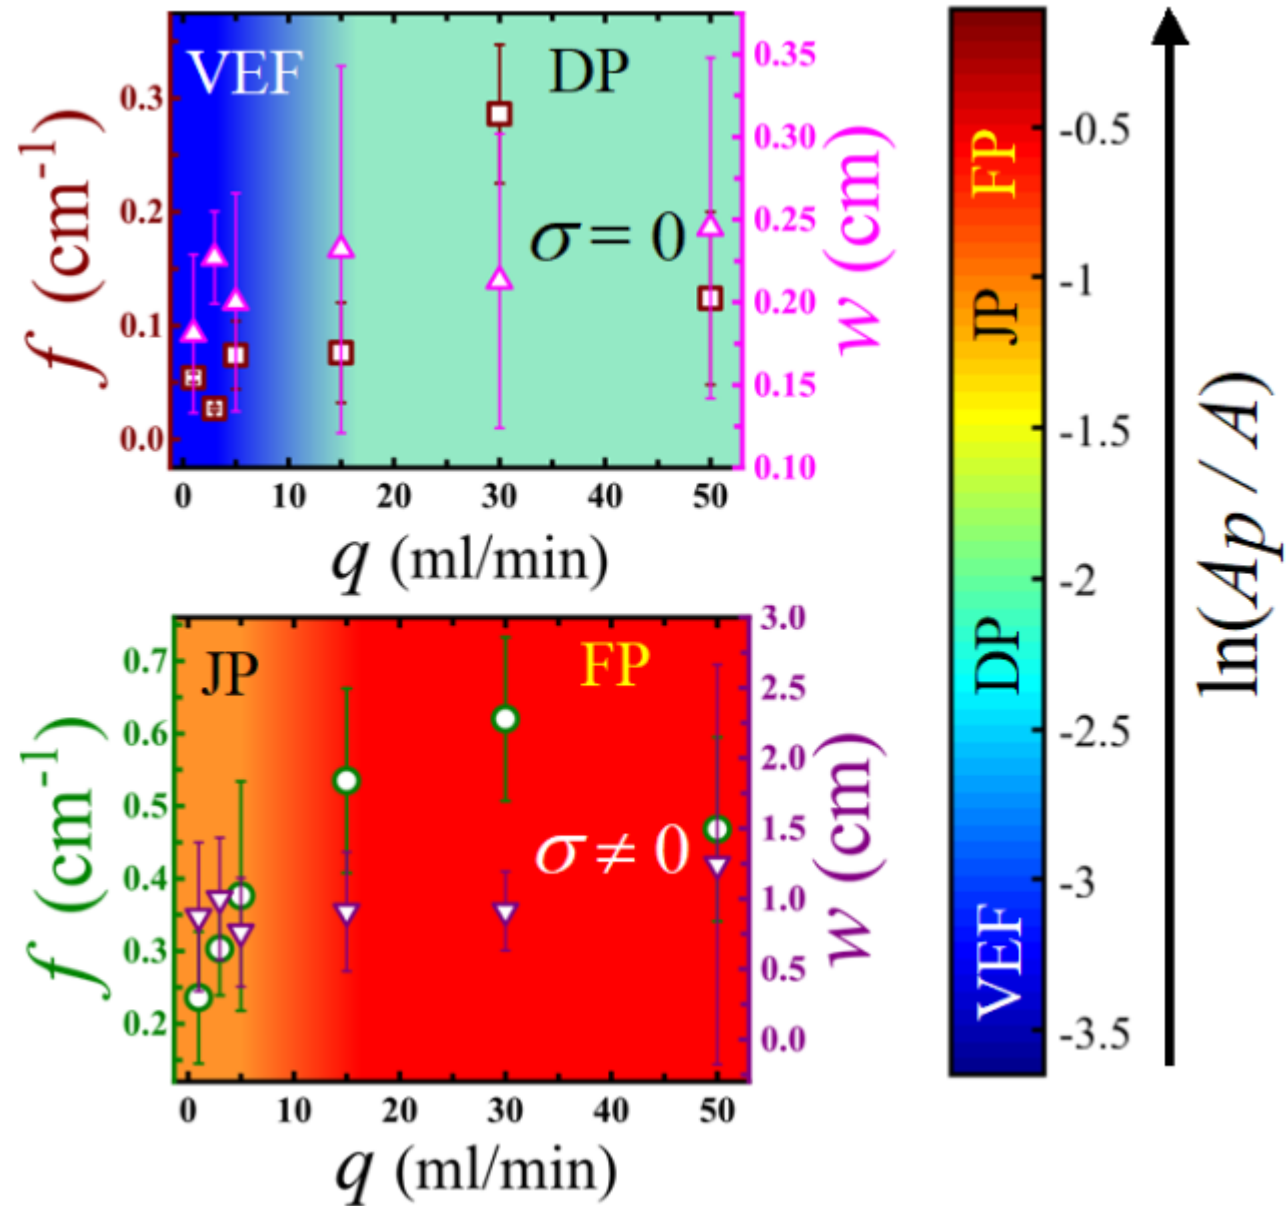 VEF
DP
σ = 0
0.3
0.2
0.1
0.0
f (cm⁻¹)
0.35
0.30
0.25
0.20
0.15
0.10
w (cm)
0 10 20 30 40 50
q (ml/min)
JP
FP
σ ≠ 0
0.7
0.6
0.5
0.4
0.3
0.2
f (cm⁻¹)
3.0
2.5
2.0
1.5
1.0
0.5
0.0
w (cm)
0 10 20 30 40 50
q (ml/min)
FP
JP
DP
VEF
-0.5
-1
-1.5
-2
-2.5
-3
-3.5
ln(Ap / A)